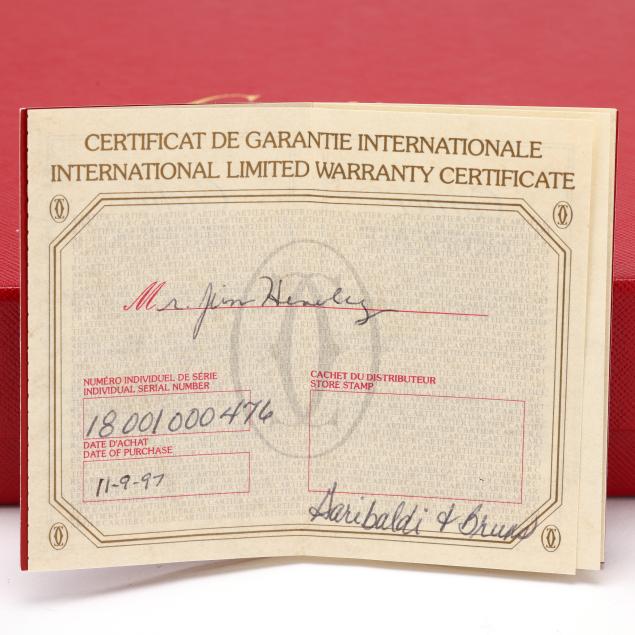 CERTIFICAT DE GARANTIE INTERNATIONALE
INTERNATIONAL LIMITED WARRANTY CERTIFICATE
Mr. Jim
NUMÉRO INDIVIDUEL DE SÉRIE
INDIVIDUAL SERIAL NUMBER
18001000476
DATE D'ACHAT
DATE OF PURCHASE
11-9-97
CACHET DU DISTRIBUTEUR
STORE STAMP
Garibaldi & Bruns